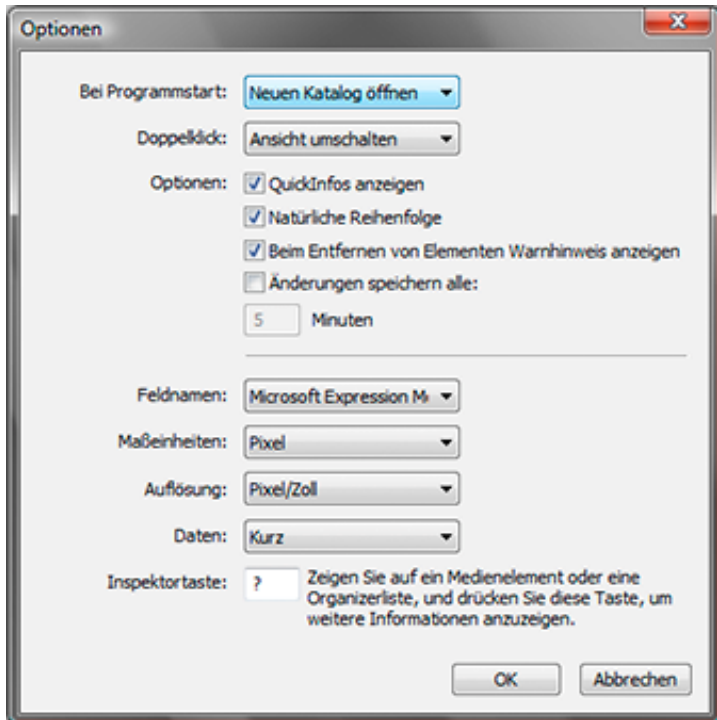 Optionen
Bei Programmstart: Neuen Katalog öffnen
Doppelklick: Ansicht umschalten
Optionen: QuickInfos anzeigen
Natürliche Reihenfolge
Beim Entfernen von Elementen Warnhinweis anzeigen
Änderungen speichern alle:
5 Minuten
Feldnamen: Microsoft Expression Me
Maßeinheiten: Pixel
Auflösung: Pixel/Zoll
Daten: Kurz
Inspektortaste: ? Zeigen Sie auf ein Medienelement oder eine
Organizerliste, und drücken Sie diese Taste, um
weitere Informationen anzuzeigen.
OK Abbrechen